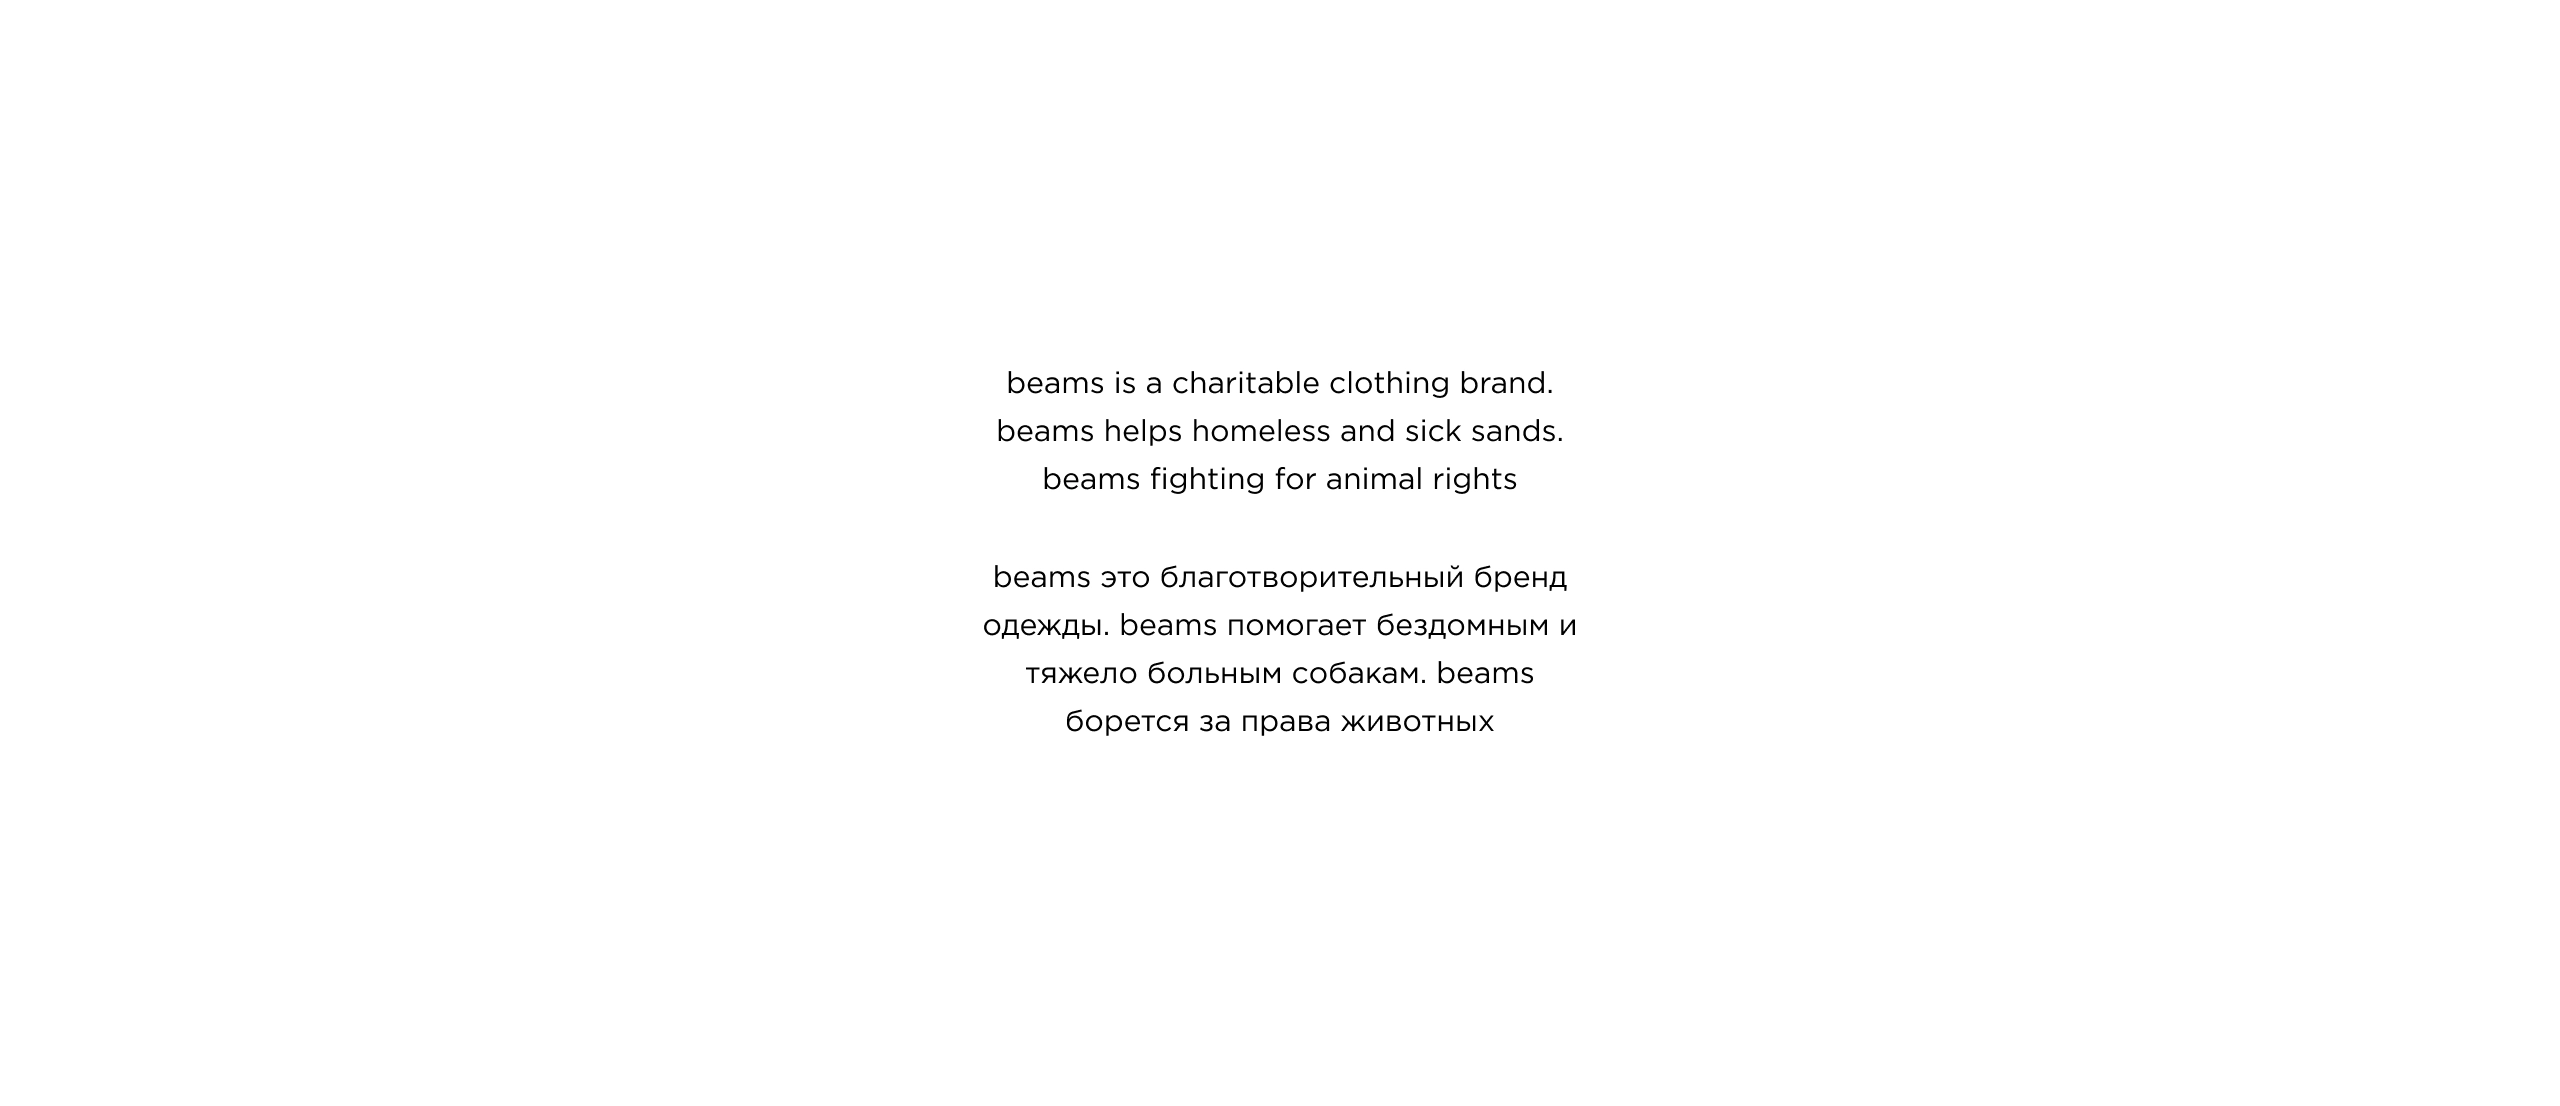 beams is a charitable clothing brand.
beams helps homeless and sick sands.
beams fighting for animal rights
beams это благотворительный бренд
одежды. beams помогает бездомным и
тяжело больным собакам. beams
борется за права животных